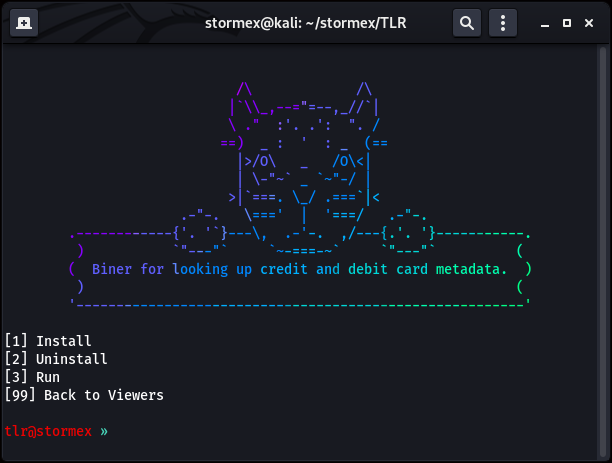 stormex@kali: ~/stormex/TLR
Biner for looking up credit and debit card metadata.
[1] Install
[2] Uninstall
[3] Run
[99] Back to Viewers
tlr@stormex »